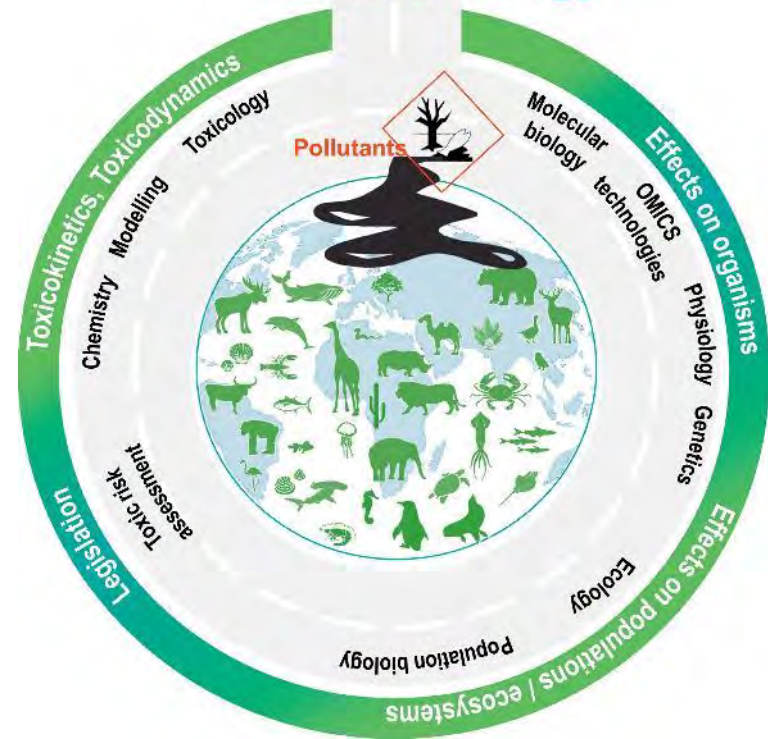 Toxicokinetics, Toxicodynamics
Effects on organisms
Effects on populations / ecosystems
Legislation
Pollutants
Molecular
biology
OMICS
technologies
Physiology
Genetics
Ecology
Population biology
Toxic risk
assessment
Chemistry
Modelling
Toxicology